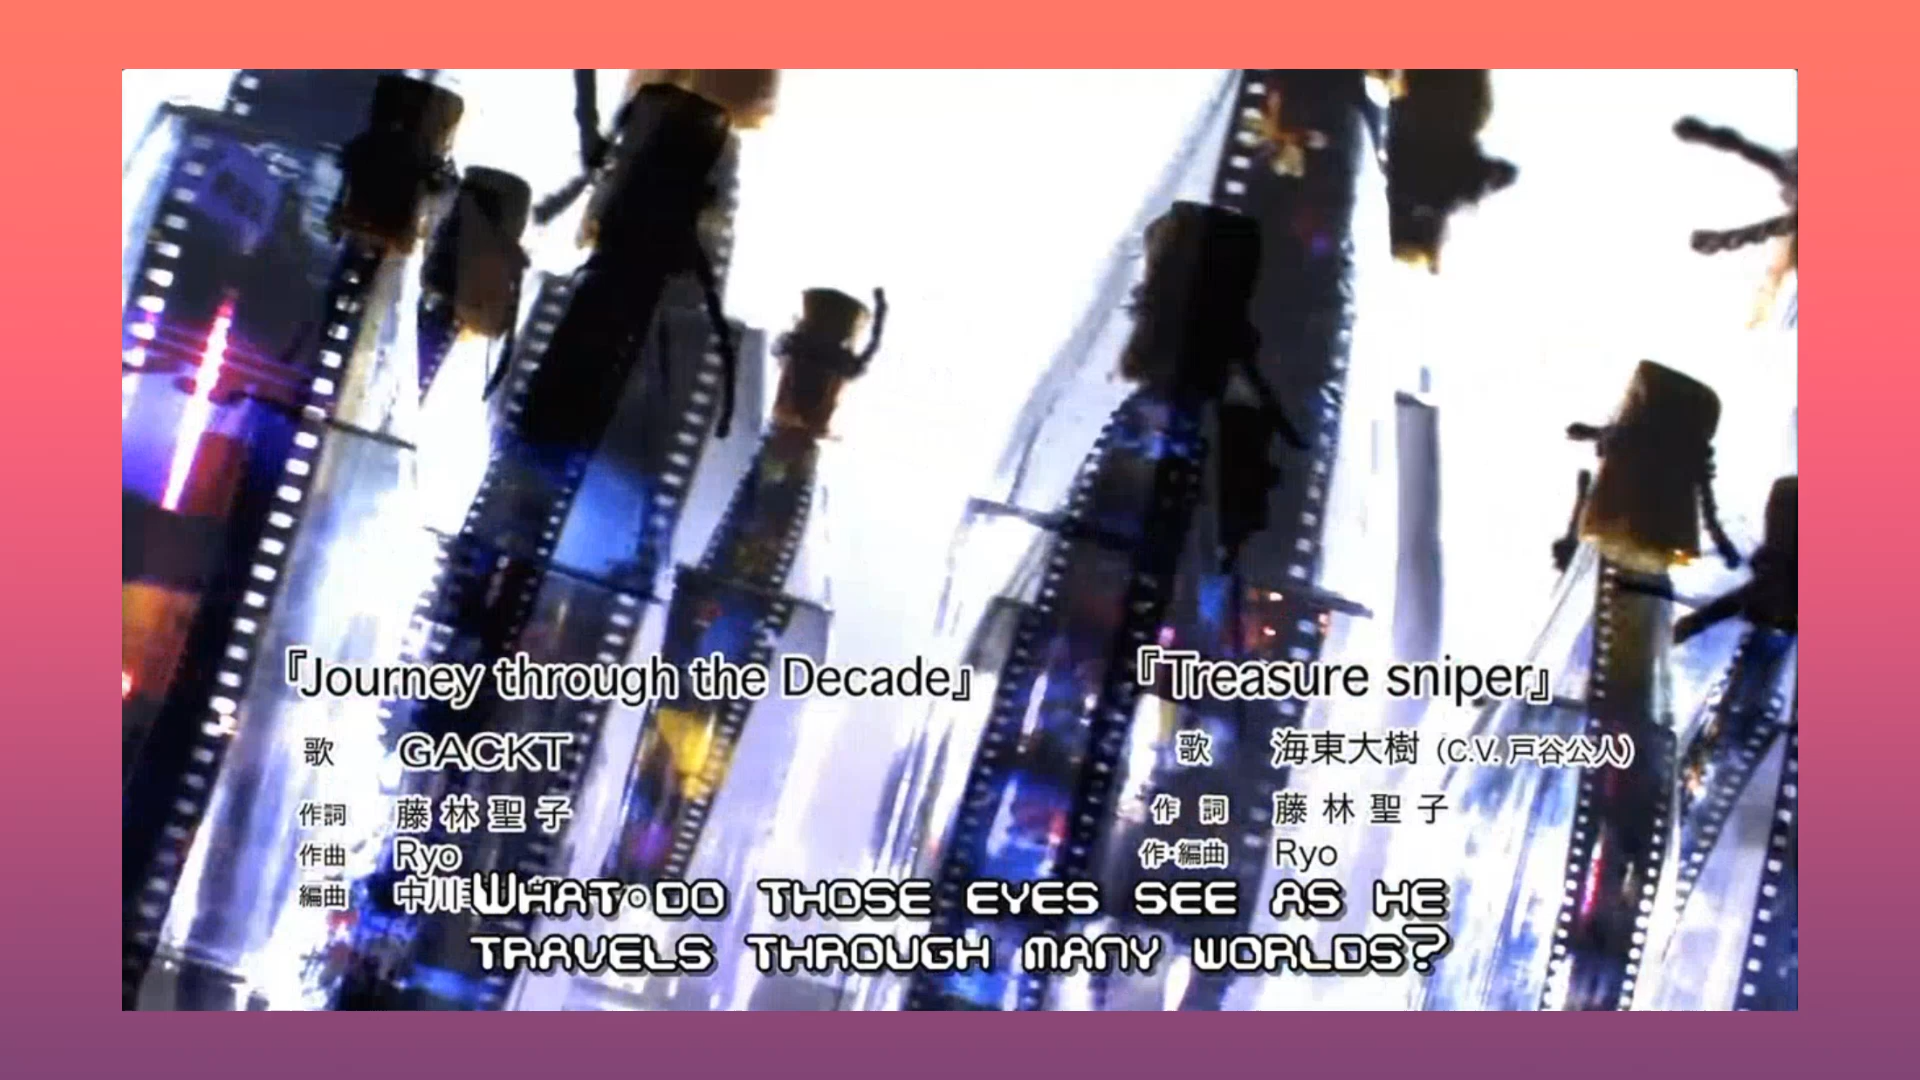 『Journey through the Decade』
歌 GACKT
作詞 藤林聖子
作曲 Ryo
編曲 中川
『Treasure sniper』
歌 海東大樹 (C.V. 戸谷公人)
作詞 藤林聖子
作・編曲 Ryo
WHAT DO THOSE EYES SEE AS HE
TRAVELS THROUGH MANY WORLDS?